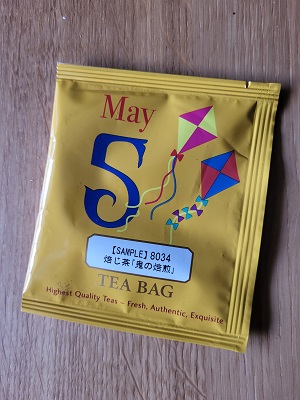 May
5
【SAMPLE】8034
焙じ茶「鬼の焙煎」
TEA BAG
Highest Quality Teas – Fresh, Authentic, Exquisite